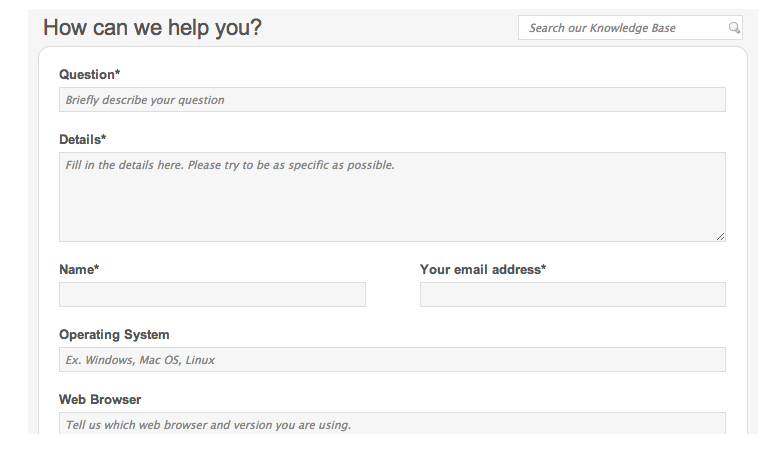 How can we help you?
Search our Knowledge Base
Question*
Briefly describe your question
Details*
Fill in the details here. Please try to be as specific as possible.
Name*
Your email address*
Operating System
Ex. Windows, Mac OS, Linux
Web Browser
Tell us which web browser and version you are using.